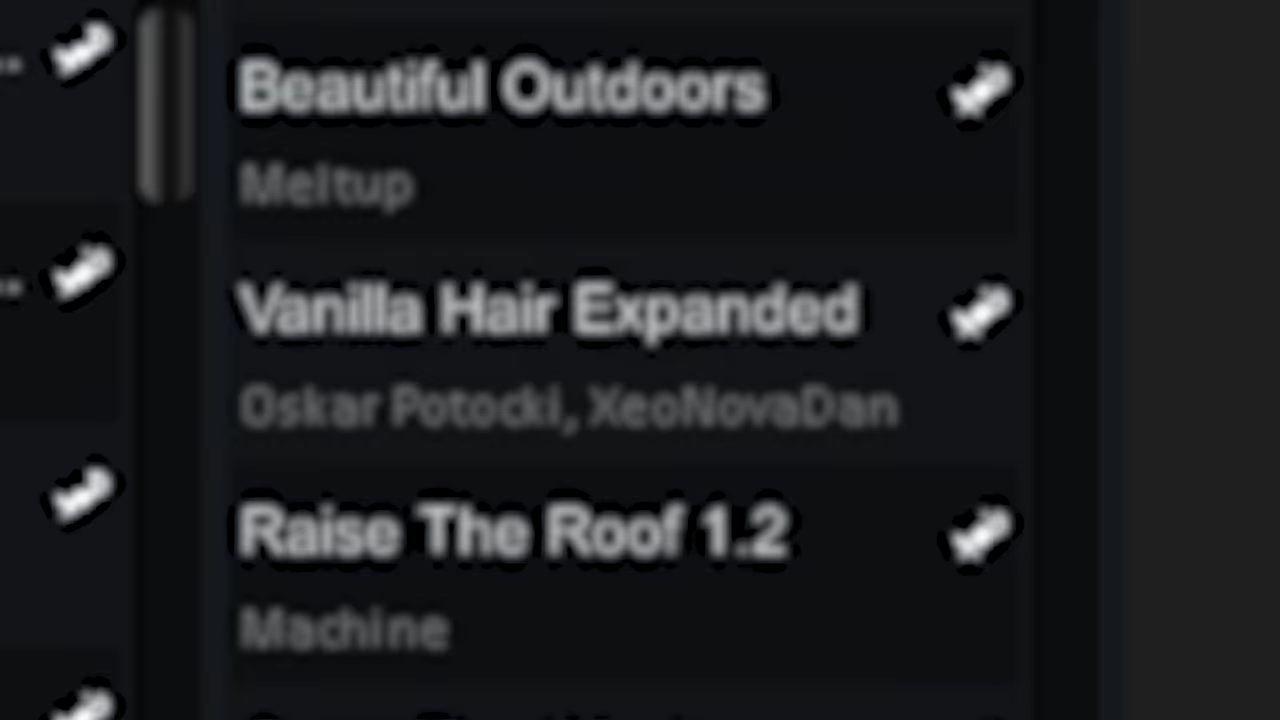 Beautiful Outdoors
Meltup
Vanilla Hair Expanded
Oskar Potocki, XeoNovaDan
Raise The Roof 1.2
Machine